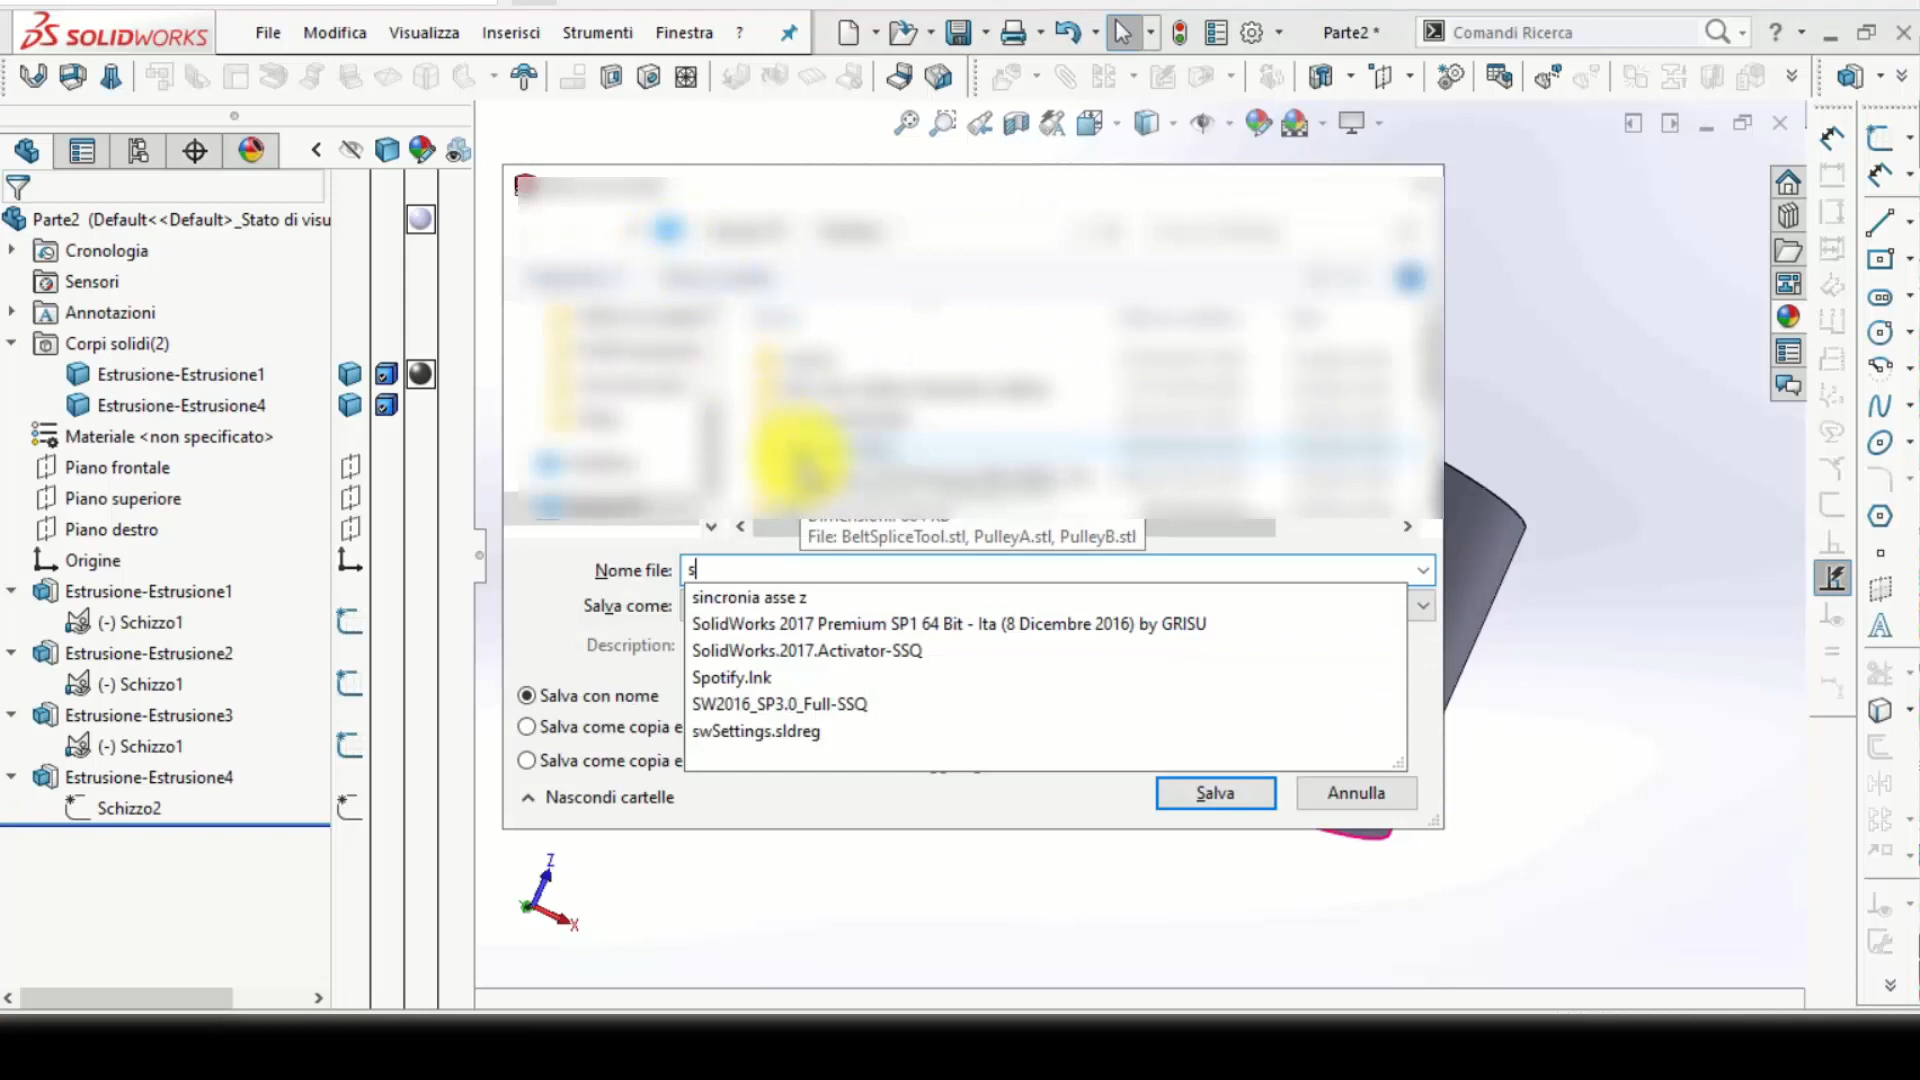 SOLIDWORKS
File Modifica Visualizza Inserisci Strumenti Finestra ?
Parte2 *
Comandi Ricerca
?
Parte2 (Default<<Default>_Stato di visu
Cronologia
Sensori
Annotazioni
Corpi solidi(2)
Estrusione-Estrusione1
Estrusione-Estrusione4
Materiale <non specificato>
Piano frontale
Piano superiore
Piano destro
Origine
Estrusione-Estrusione1
(-) Schizzo1
Estrusione-Estrusione2
(-) Schizzo1
Estrusione-Estrusione3
(-) Schizzo1
Estrusione-Estrusione4
Schizzo2
File: BeltSpliceTool.stl, PulleyA.stl, PulleyB.stl
Nome file: s
Salva come:
Description:
sincronia asse z
SolidWorks 2017 Premium SP1 64 Bit - Ita (8 Dicembre 2016) by GRISU
SolidWorks.2017.Activator-SSQ
Spotify.lnk
SW2016_SP3.0_Full-SSQ
swSettings.sldreg
Salva con nome
Salva come copia e
Salva come copia e
Nascondi cartelle
Salva
Annulla
Z
X